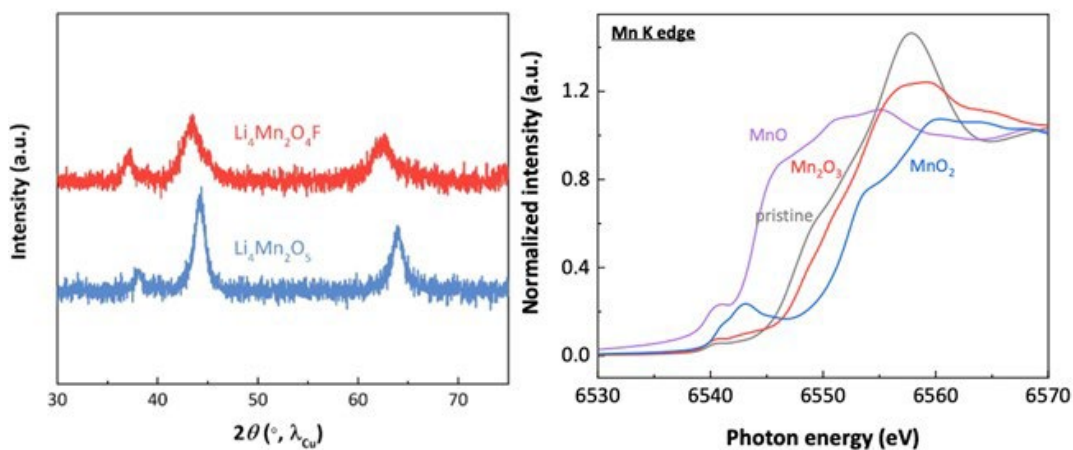 Intensity (a.u.)
Li₄Mn₂O₄F
Li₄Mn₂O₅
30 40 50 60 70
2θ (°, λCu)
Normalized intensity (a.u.)
Mn K edge
1.2
0.8
0.4
0.0
MnO
Mn₂O₃
MnO₂
pristine
6530 6540 6550 6560 6570
Photon energy (eV)